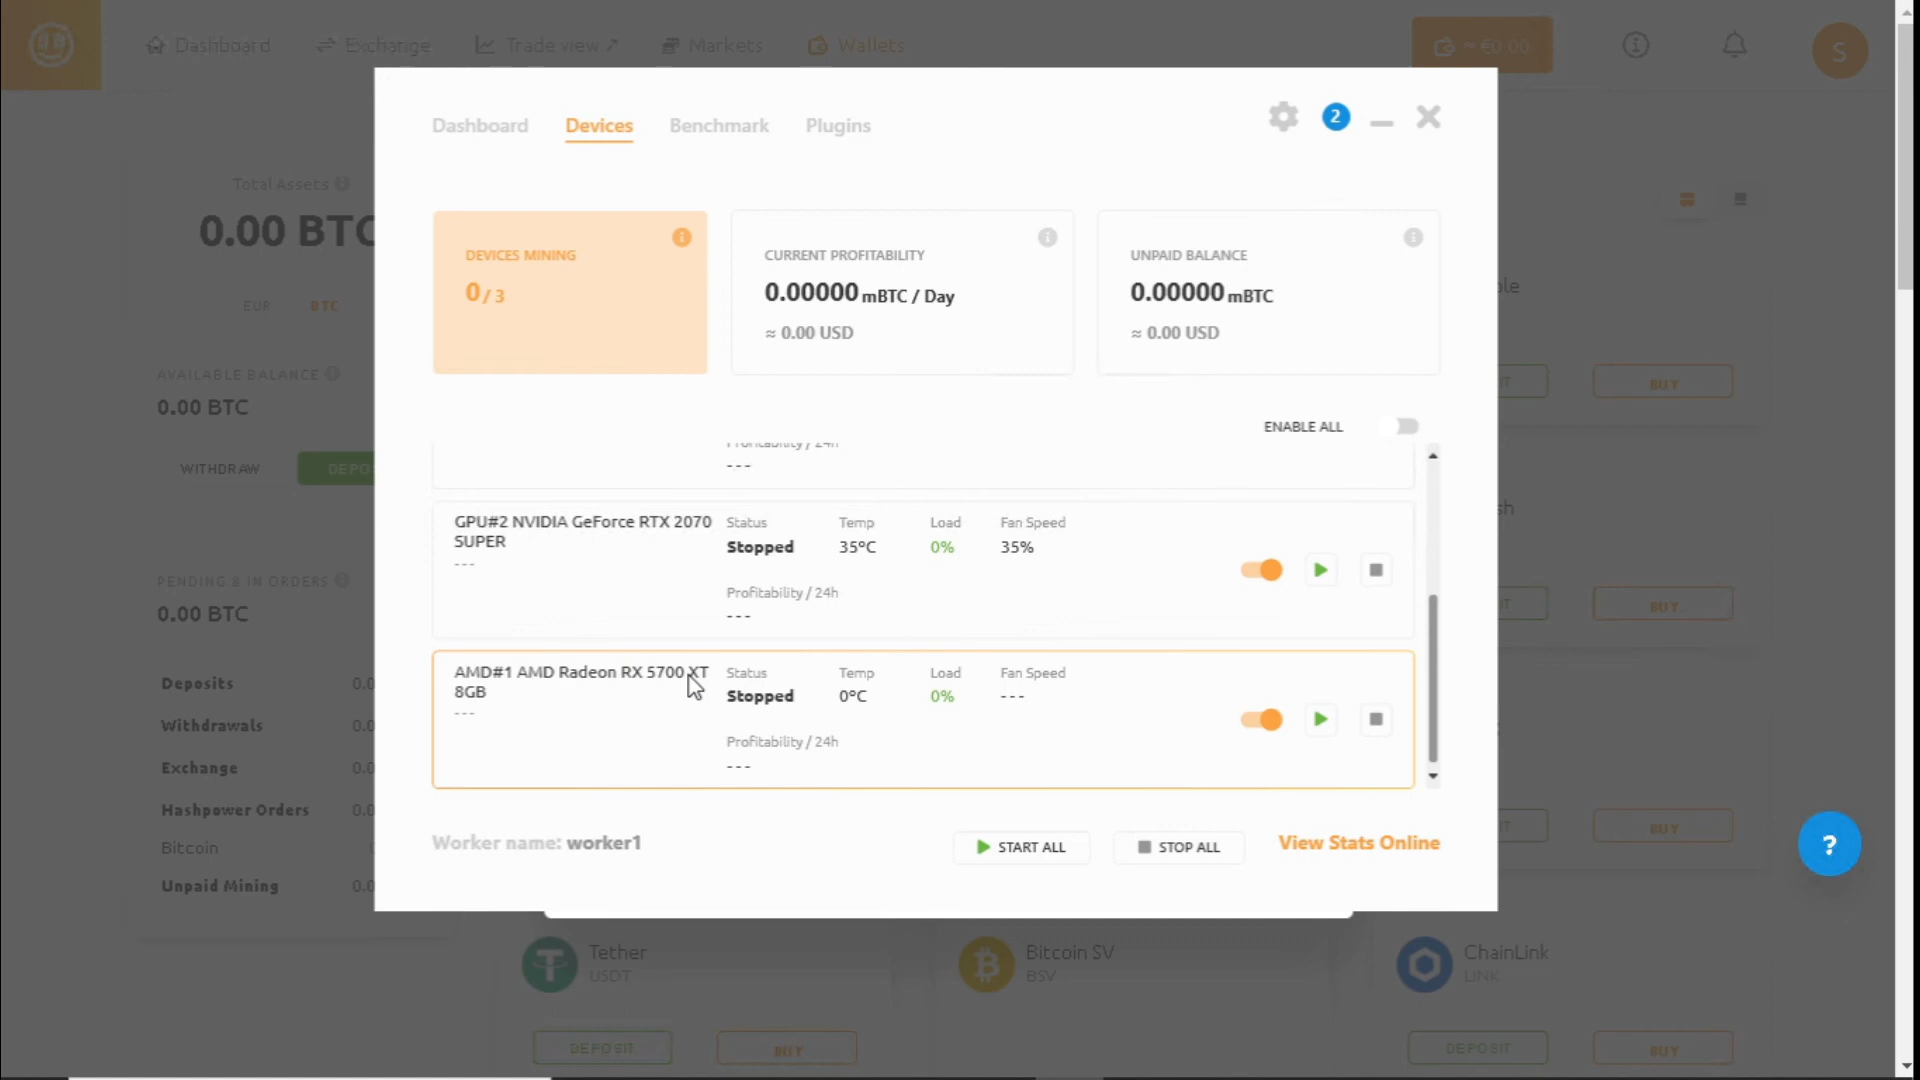 Dashboard
Exchange
Trade view
Markets
Wallets
≈ €0.00
S
Dashboard
Devices
Benchmark
Plugins
2
Total Assets
0.00 BTC
EUR
BTC
AVAILABLE BALANCE
0.00 BTC
WITHDRAW
PENDING & IN ORDERS
0.00 BTC
Deposits
Withdrawals
Exchange
Hashpower Orders
Bitcoin
Unpaid Mining
DEVICES MINING
0 / 3
CURRENT PROFITABILITY
0.00000 mBTC / Day
≈ 0.00 USD
UNPAID BALANCE
0.00000 mBTC
≈ 0.00 USD
ENABLE ALL
Profitability / 24h
---
GPU#2 NVIDIA GeForce RTX 2070
SUPER
---
Status
Temp
Load
Fan Speed
Stopped
35ºC
0%
35%
Profitability / 24h
---
AMD#1 AMD Radeon RX 5700 XT
8GB
---
Status
Temp
Load
Fan Speed
Stopped
0ºC
0%
---
Profitability / 24h
---
Worker name: worker1
START ALL
STOP ALL
View Stats Online
BUY
BUY
BUY
?
Tether
USDT
DEPOSIT
BUY
Bitcoin SV
BSV
ChainLink
LINK
DEPOSIT
BUY